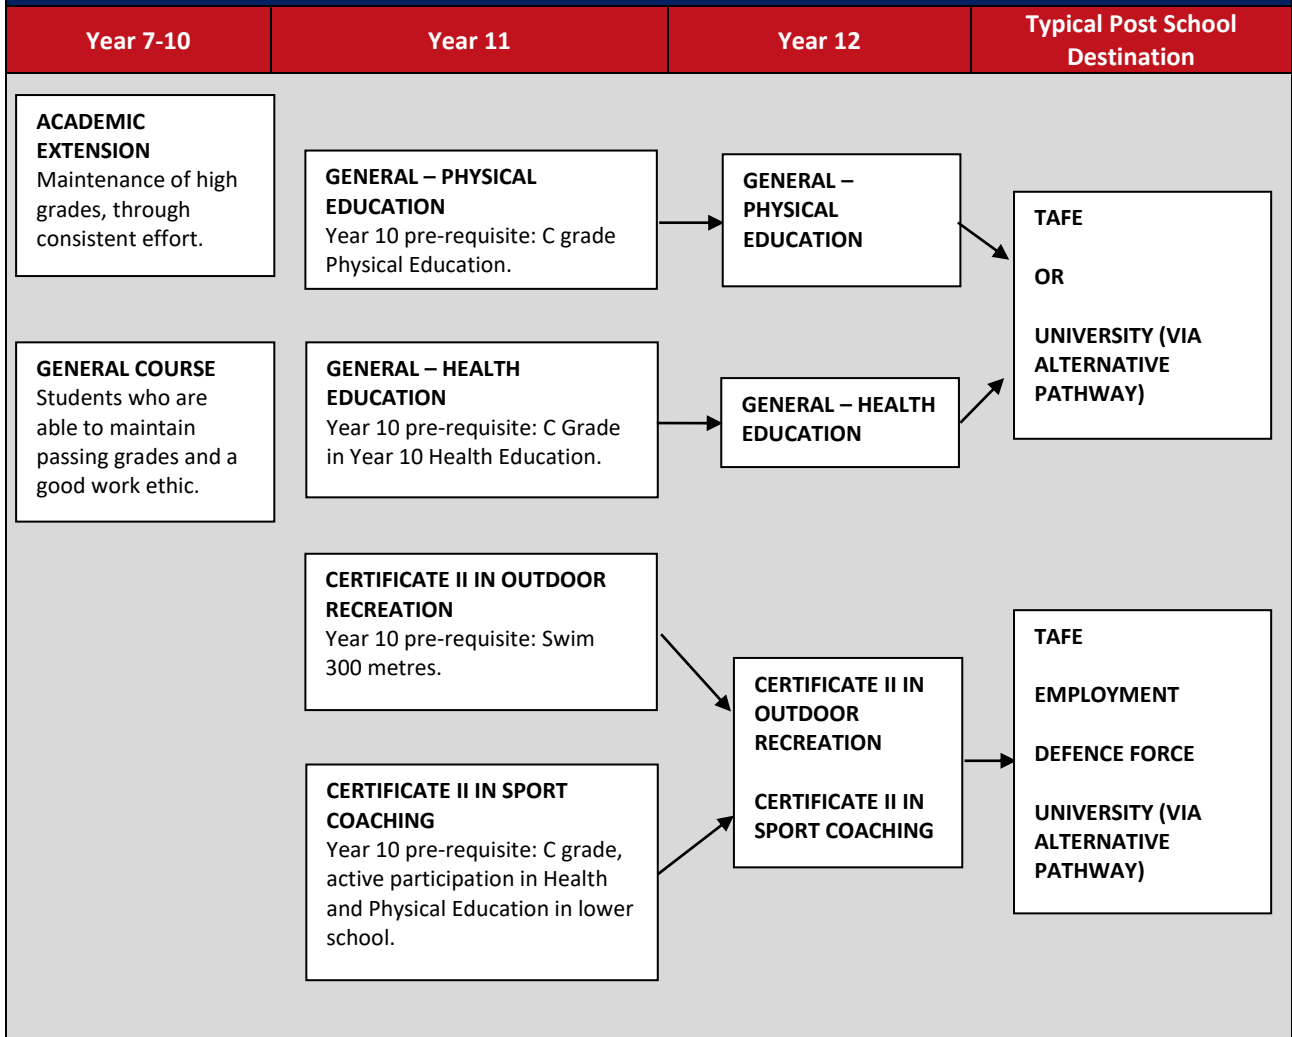 Year 7-10
Year 11
Year 12
Typical Post School
Destination
ACADEMIC
EXTENSION
Maintenance of high
grades, through
consistent effort.
GENERAL COURSE
Students who are
able to maintain
passing grades and a
good work ethic.
GENERAL – PHYSICAL
EDUCATION
Year 10 pre-requisite: C grade
Physical Education.
GENERAL – HEALTH
EDUCATION
Year 10 pre-requisite: C Grade
in Year 10 Health Education.
CERTIFICATE II IN OUTDOOR
RECREATION
Year 10 pre-requisite: Swim
300 metres.
CERTIFICATE II IN SPORT
COACHING
Year 10 pre-requisite: C grade,
active participation in Health
and Physical Education in lower
school.
GENERAL –
PHYSICAL
EDUCATION
GENERAL – HEALTH
EDUCATION
CERTIFICATE II IN
OUTDOOR
RECREATION
CERTIFICATE II IN
SPORT COACHING
TAFE
OR
UNIVERSITY (VIA
ALTERNATIVE
PATHWAY)
TAFE
EMPLOYMENT
DEFENCE FORCE
UNIVERSITY (VIA
ALTERNATIVE
PATHWAY)